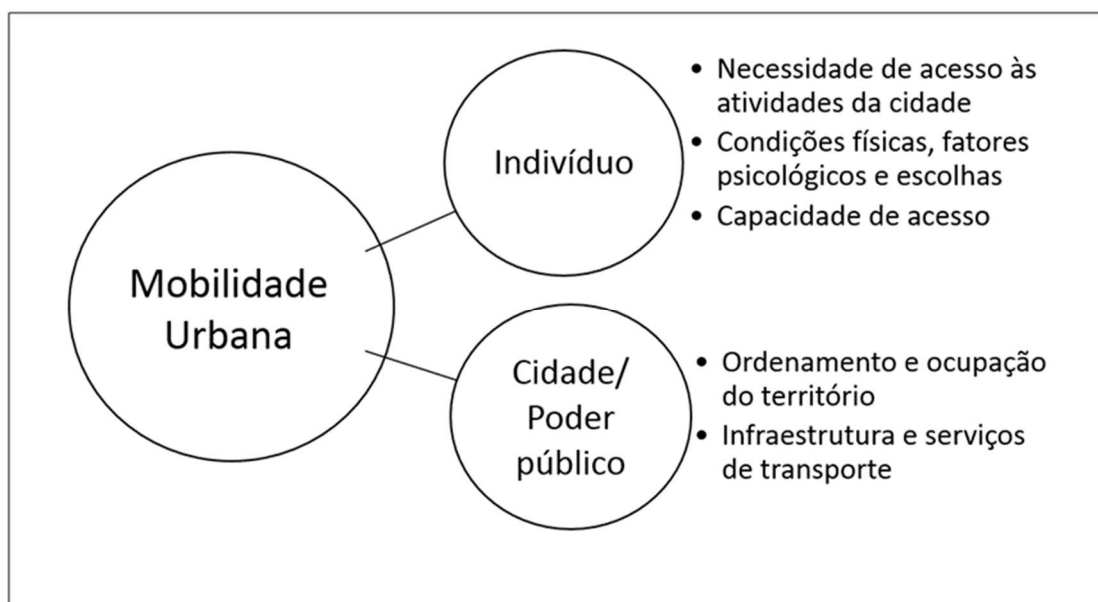 Mobilidade
Urbana
Indivíduo
• Necessidade de acesso às
atividades da cidade
• Condições físicas, fatores
psicológicos e escolhas
• Capacidade de acesso
Cidade/
Poder
público
• Ordenamento e ocupação
do território
• Infraestrutura e serviços
de transporte